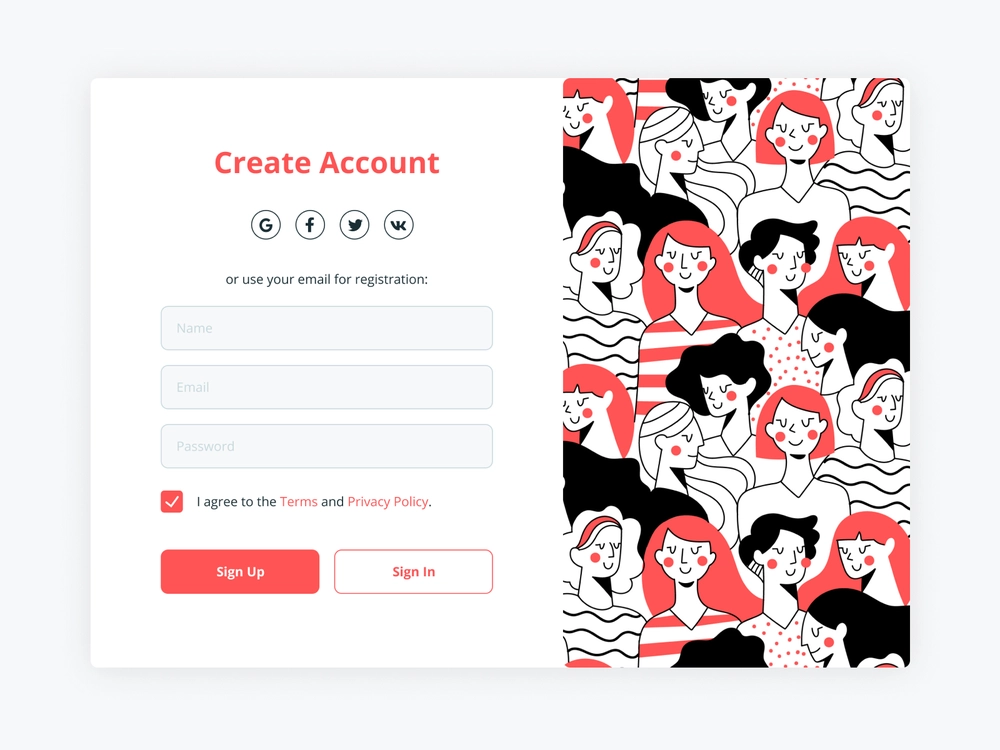 Create Account
or use your email for registration:
Name
Email
Password
I agree to the Terms and Privacy Policy.
Sign Up
Sign In